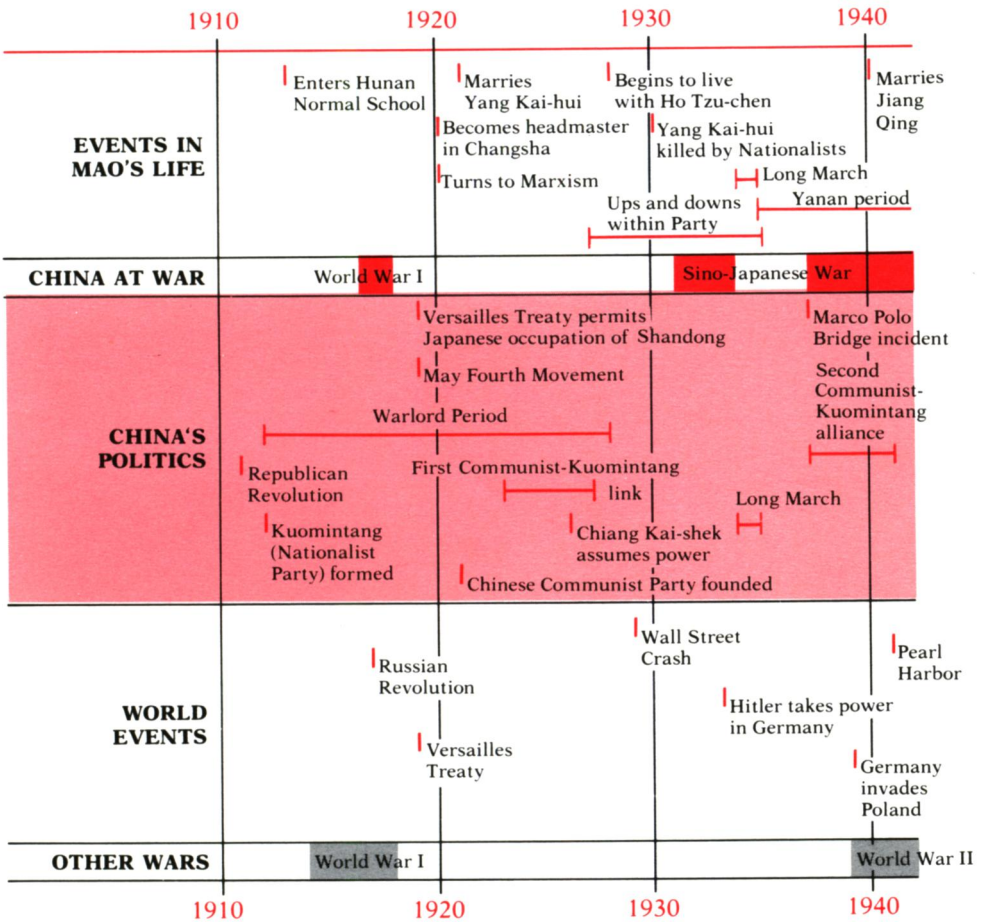 1910 1920 1930 1940
EVENTS IN
MAO'S LIFE
Enters Hunan
Normal School
Marries
Yang Kai-hui
Becomes headmaster
in Changsha
Turns to Marxism
Begins to live
with Ho Tzu-chen
Yang Kai-hui
killed by Nationalists
Long March
Ups and downs
within Party
Yanan period
Marries
Jiang
Qing
CHINA AT WAR
World War I
Sino-Japanese War
CHINA'S
POLITICS
Versailles Treaty permits
Japanese occupation of Shandong
May Fourth Movement
Warlord Period
Republican
Revolution
First Communist-Kuomintang
link
Kuomintang
(Nationalist
Party) formed
Chiang Kai-shek
assumes power
Chinese Communist Party founded
Marco Polo
Bridge incident
Second
Communist-
Kuomintang
alliance
Long March
WORLD
EVENTS
Russian
Revolution
Versailles
Treaty
Wall Street
Crash
Hitler takes power
in Germany
Pearl
Harbor
Germany
invades
Poland
OTHER WARS
World War I
World War II
1910 1920 1930 1940